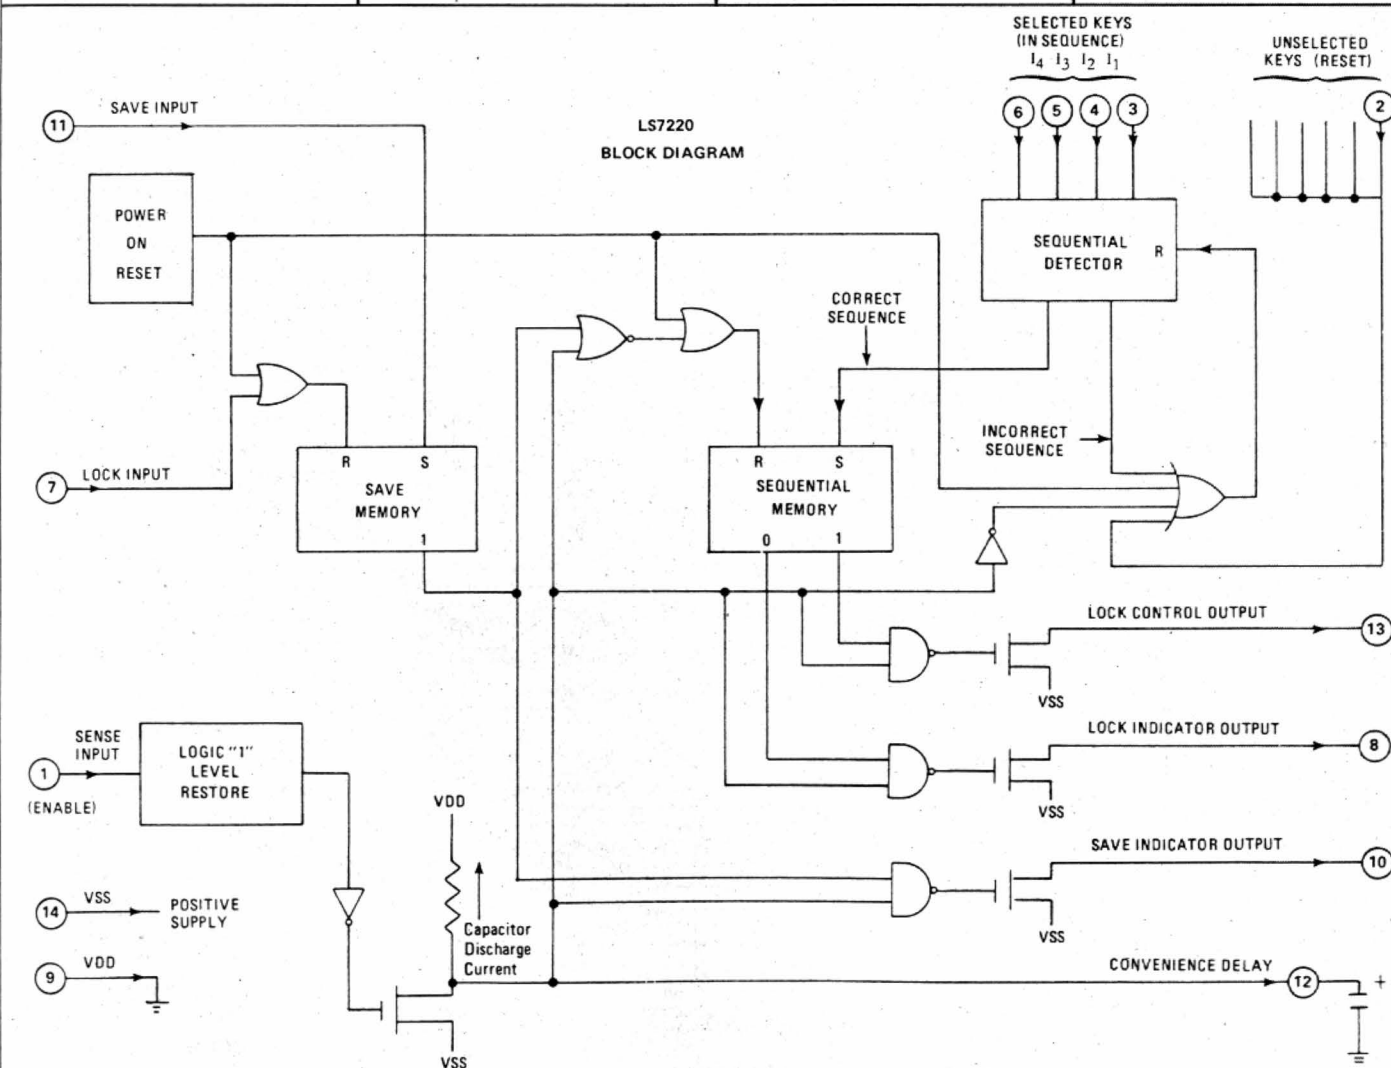 SELECTED KEYS
(IN SEQUENCE)
I4 I3 I2 I1
UNSELECTED
KEYS (RESET)
6
5
4
3
2
11
SAVE INPUT
LS7220
BLOCK DIAGRAM
POWER
ON
RESET
SEQUENTIAL
DETECTOR
R
CORRECT
SEQUENCE
INCORRECT
SEQUENCE
7
LOCK INPUT
R S
SAVE
MEMORY
1
R S
SEQUENTIAL
MEMORY
0 1
LOCK CONTROL OUTPUT
13
VSS
LOCK INDICATOR OUTPUT
8
VSS
SAVE INDICATOR OUTPUT
10
VSS
SENSE
INPUT
1
(ENABLE)
LOGIC "1"
LEVEL
RESTORE
VDD
Capacitor
Discharge
Current
14
VSS
POSITIVE
SUPPLY
9
VDD
CONVENIENCE DELAY
12
+
VSS